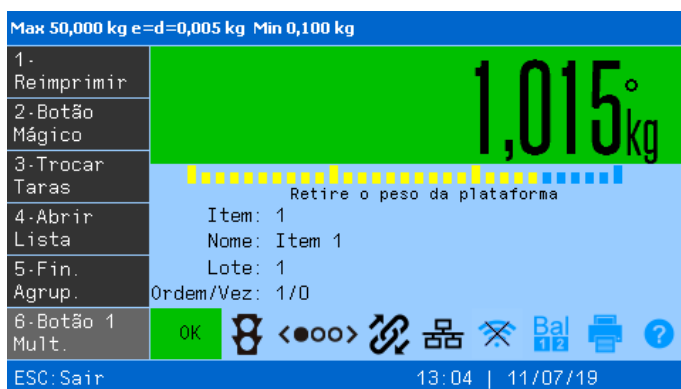 Max 50,000 kg e=d=0,005 kg Min 0,100 kg
1-
Reimprimir
2-Botão
Mágico
3-Trocar
Taras
4-Abrir
Lista
5-Fin.
Agrup.
6-Botão 1
Mult.
ESC:Sair
1,015 kg
Retire o peso da plataforma
Item: 1
Nome: Item 1
Lote: 1
Ordem/Vez: 1/0
OK
Bal
1 2
?
13:04 | 11/07/19